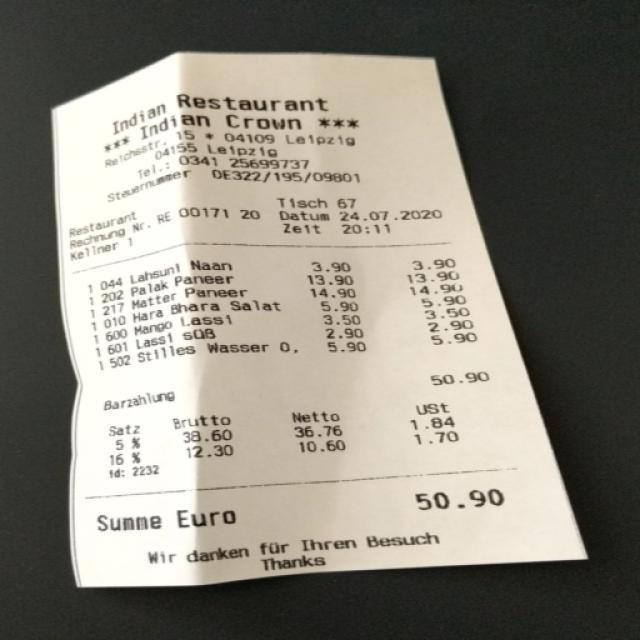 Indian Restaurant
*** Indian Crown ***
Reichsstr. 15 * 04109 Leipzig
04155 Leipzig
Tel.: 0341 25699737
Steuernummer DE322/195/09801
Tisch 67
Restaurant
Rechnung Nr. RE 00171 20 Datum 24.07.2020
Kellner 1 Zeit 20:11
1 044 Lahsuni Naan 3.90 3.90
1 202 Palak Paneer 13.90 13.90
1 217 Matter Paneer 14.90 14.90
1 010 Hara Bhara Salat 5.90 5.90
1 600 Mango Lassi 3.50 3.50
1 601 Lassi süß 2.90 2.90
1 502 Stilles Wasser 0, 5.90 5.90
Barzahlung 50.90
Satz Brutto Netto USt
5 % 38.60 36.76 1.84
16 % 12.30 10.60 1.70
id: 2232
Summe Euro 50.90
Wir danken für Ihren Besuch
Thanks